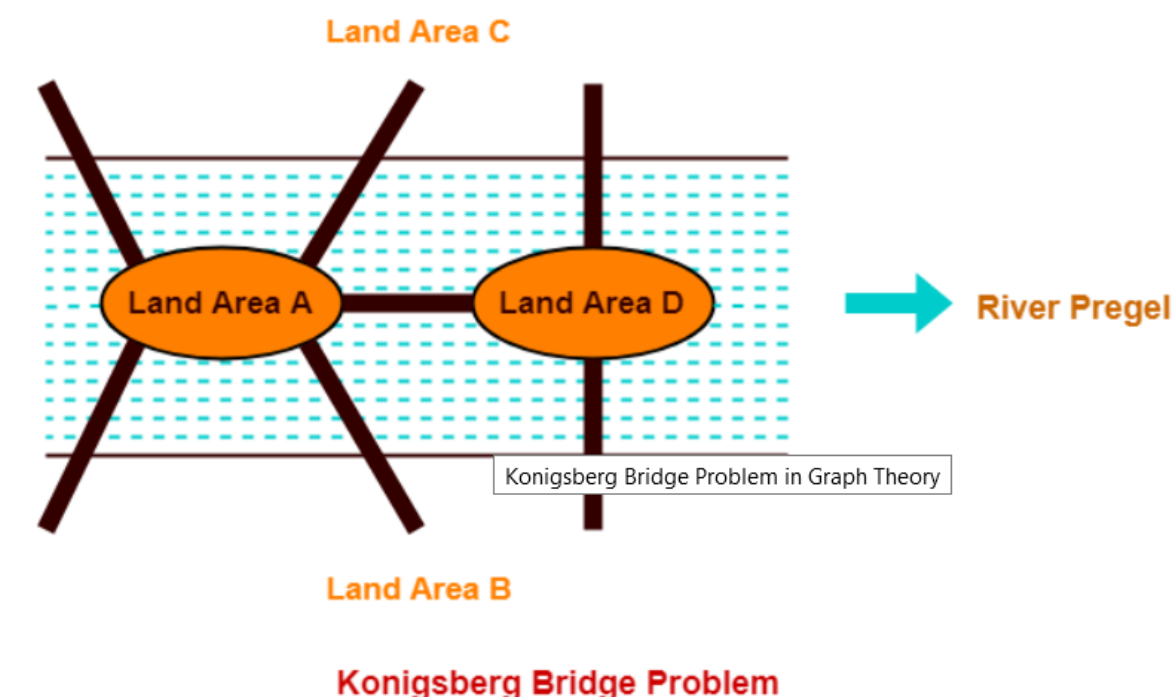 Land Area C
Land Area A
Land Area D
River Pregel
Konigsberg Bridge Problem in Graph Theory
Land Area B
Konigsberg Bridge Problem